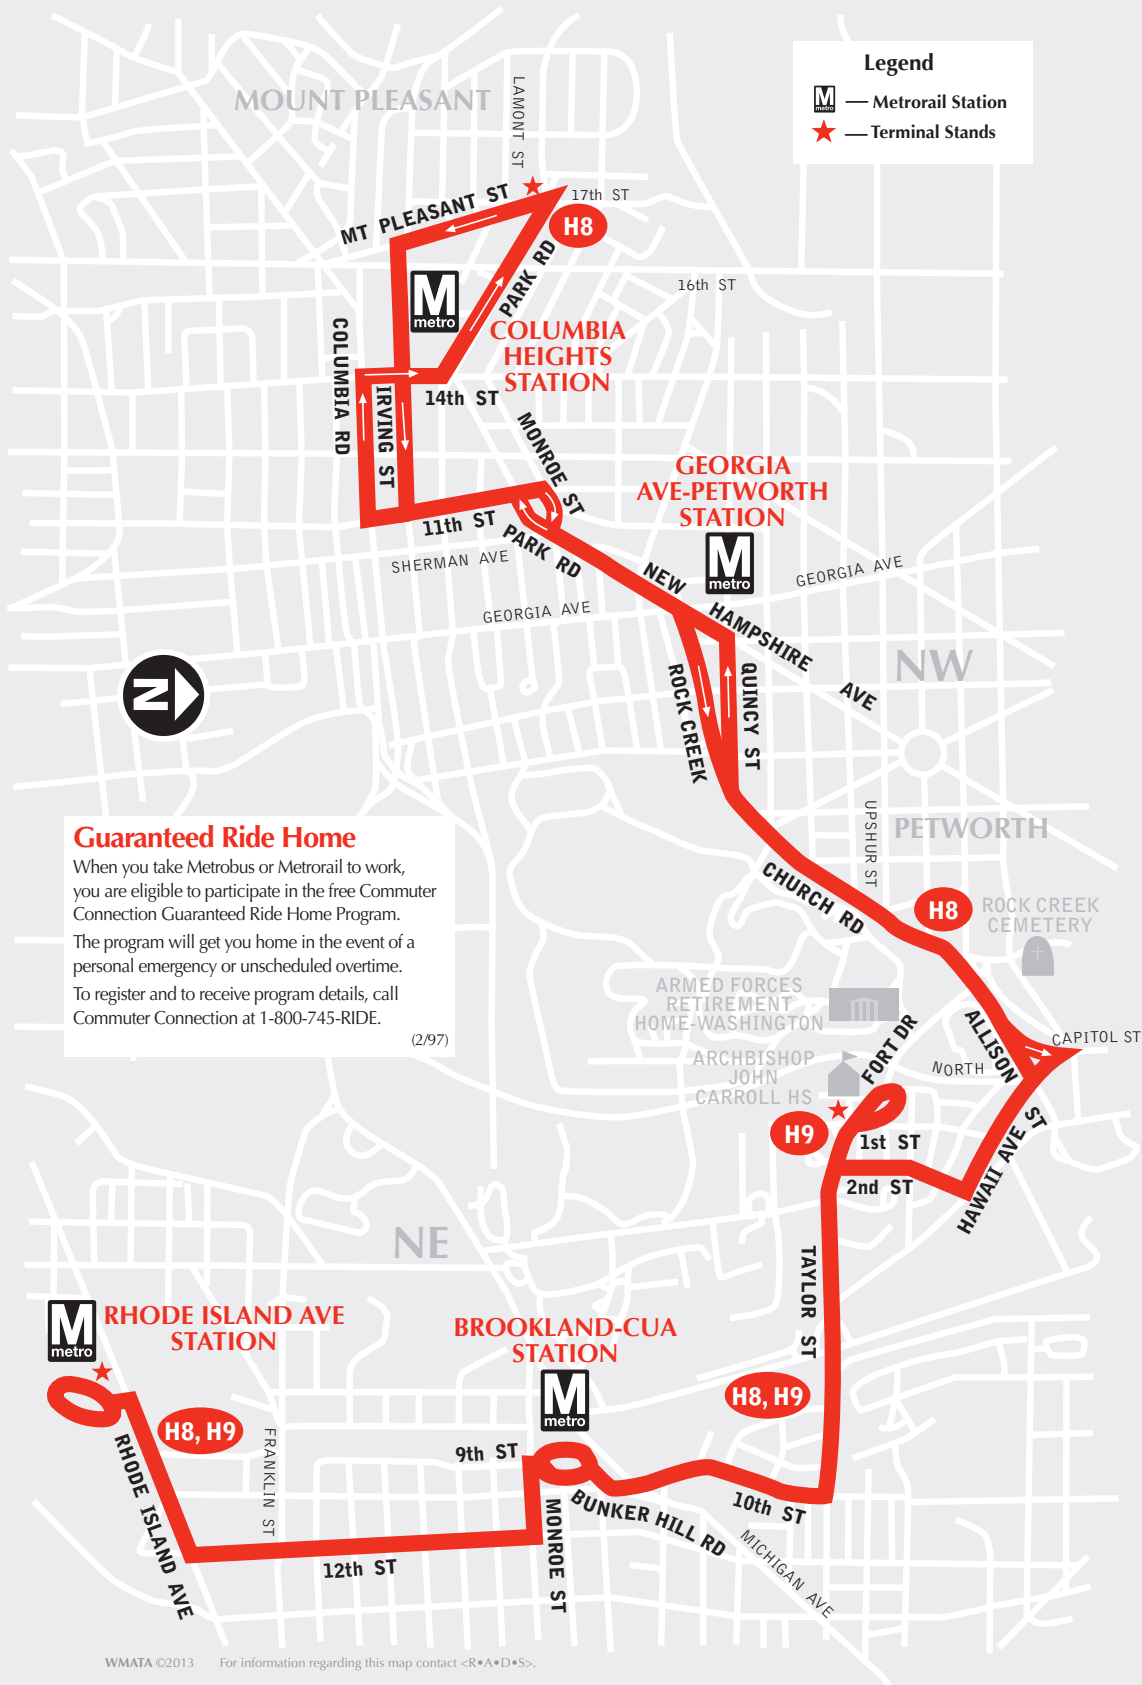 Legend
M
metro
— Metrorail Station
— Terminal Stands
MOUNT PLEASANT
LAMONT ST
17th ST
MT PLEASANT ST
H8
PARK RD
M
metro
16th ST
COLUMBIA
HEIGHTS
STATION
COLUMBIA RD
IRVING ST
14th ST
MONROE ST
GEORGIA
AVE-PETWORTH
STATION
11th ST
PARK RD
SHERMAN AVE
M
metro
NEW HAMPSHIRE AVE
GEORGIA AVE
GEORGIA AVE
NW
N
ROCK CREEK
QUINCY ST
UPSHUR ST
PETWORTH
CHURCH RD
Guaranteed Ride Home
When you take Metrobus or Metrorail to work,
you are eligible to participate in the free Commuter
Connection Guaranteed Ride Home Program.
The program will get you home in the event of a
personal emergency or unscheduled overtime.
To register and to receive program details, call
Commuter Connection at 1-800-745-RIDE.
(2/97)
H8
ROCK CREEK
CEMETERY
ARMED FORCES
RETIREMENT
HOME-WASHINGTON
FORT DR
ALLISON ST
NORTH CAPITOL ST
ARCHBISHOP
JOHN
CARROLL HS
H9
1st ST
2nd ST
HAWAII AVE
NE
TAYLOR ST
M
metro
RHODE ISLAND AVE
STATION
BROOKLAND-CUA
STATION
M
metro
H8, H9
H8, H9
RHODE ISLAND AVE
FRANKLIN ST
9th ST
10th ST
BUNKER HILL RD
MONROE ST
MICHIGAN AVE
12th ST
WMATA ©2013 For information regarding this map contact <R•A•D•S>.